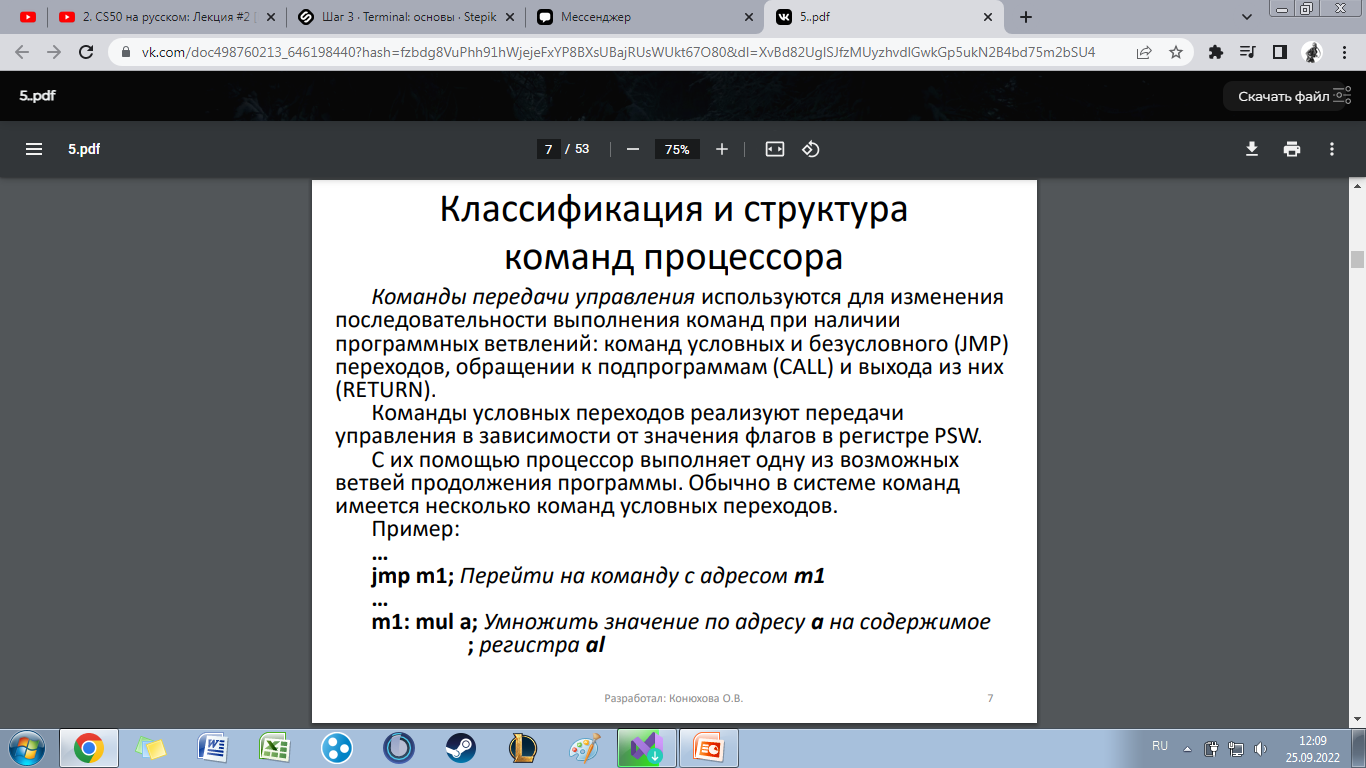 2. CS50 на русском: Лекция #2
Шаг 3 · Terminal: основы · Stepik
Мессенджер
5..pdf
vk.com/doc498760213_646198440?hash=fzbdg8VuPhh91hWjejeFxYP8BXsUBajRUsWUkt67O80&dl=XvBd82UgISJfzMUyzhvdlGwkGp5ukN2B4bd75m2bSU4
5..pdf
Скачать файл
5.pdf
7 / 53
75%
Классификация и структура
команд процессора
Команды передачи управления используются для изменения
последовательности выполнения команд при наличии
программных ветвлений: команд условных и безусловного (JMP)
переходов, обращении к подпрограммам (CALL) и выхода из них
(RETURN).
Команды условных переходов реализуют передачи
управления в зависимости от значения флагов в регистре PSW.
С их помощью процессор выполняет одну из возможных
ветвей продолжения программы. Обычно в системе команд
имеется несколько команд условных переходов.
Пример:
...
jmp m1; Перейти на команду с адресом m1
...
m1: mul a; Умножить значение по адресу a на содержимое
; регистра al
Разработал: Конюхова О.В.
7
RU
12:09
25.09.2022